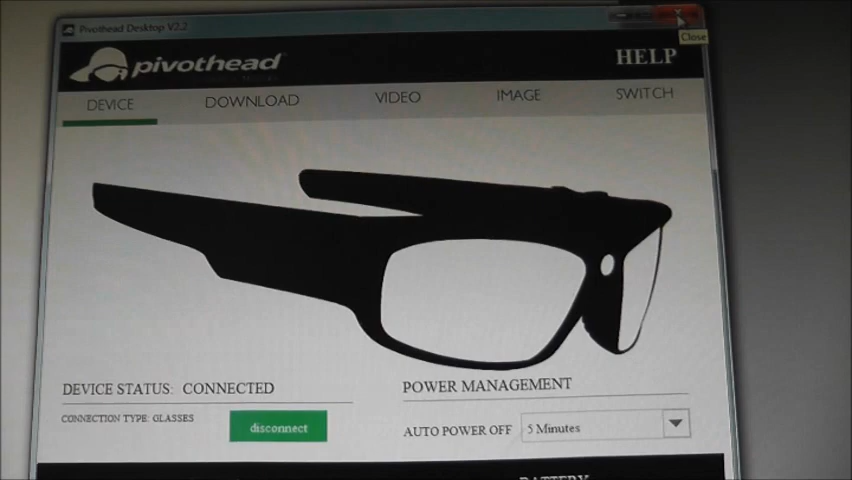 Pivothead Desktop V2.2
Close
pivothead
HELP
DEVICE DOWNLOAD VIDEO IMAGE SWITCH
DEVICE STATUS: CONNECTED
CONNECTION TYPE: GLASSES
disconnect
POWER MANAGEMENT
AUTO POWER OFF 5 Minutes
BATTERY